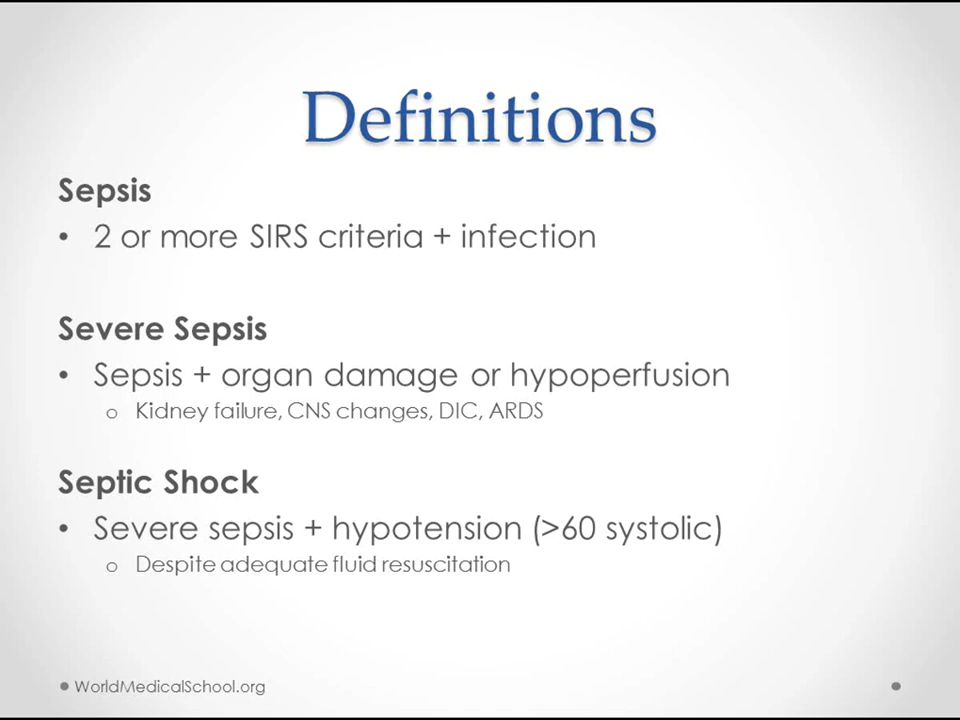 Definitions
Sepsis
• 2 or more SIRS criteria + infection
Severe Sepsis
• Sepsis + organ damage or hypoperfusion
o Kidney failure, CNS changes, DIC, ARDS
Septic Shock
• Severe sepsis + hypotension (>60 systolic)
o Despite adequate fluid resuscitation
WorldMedicalSchool.org